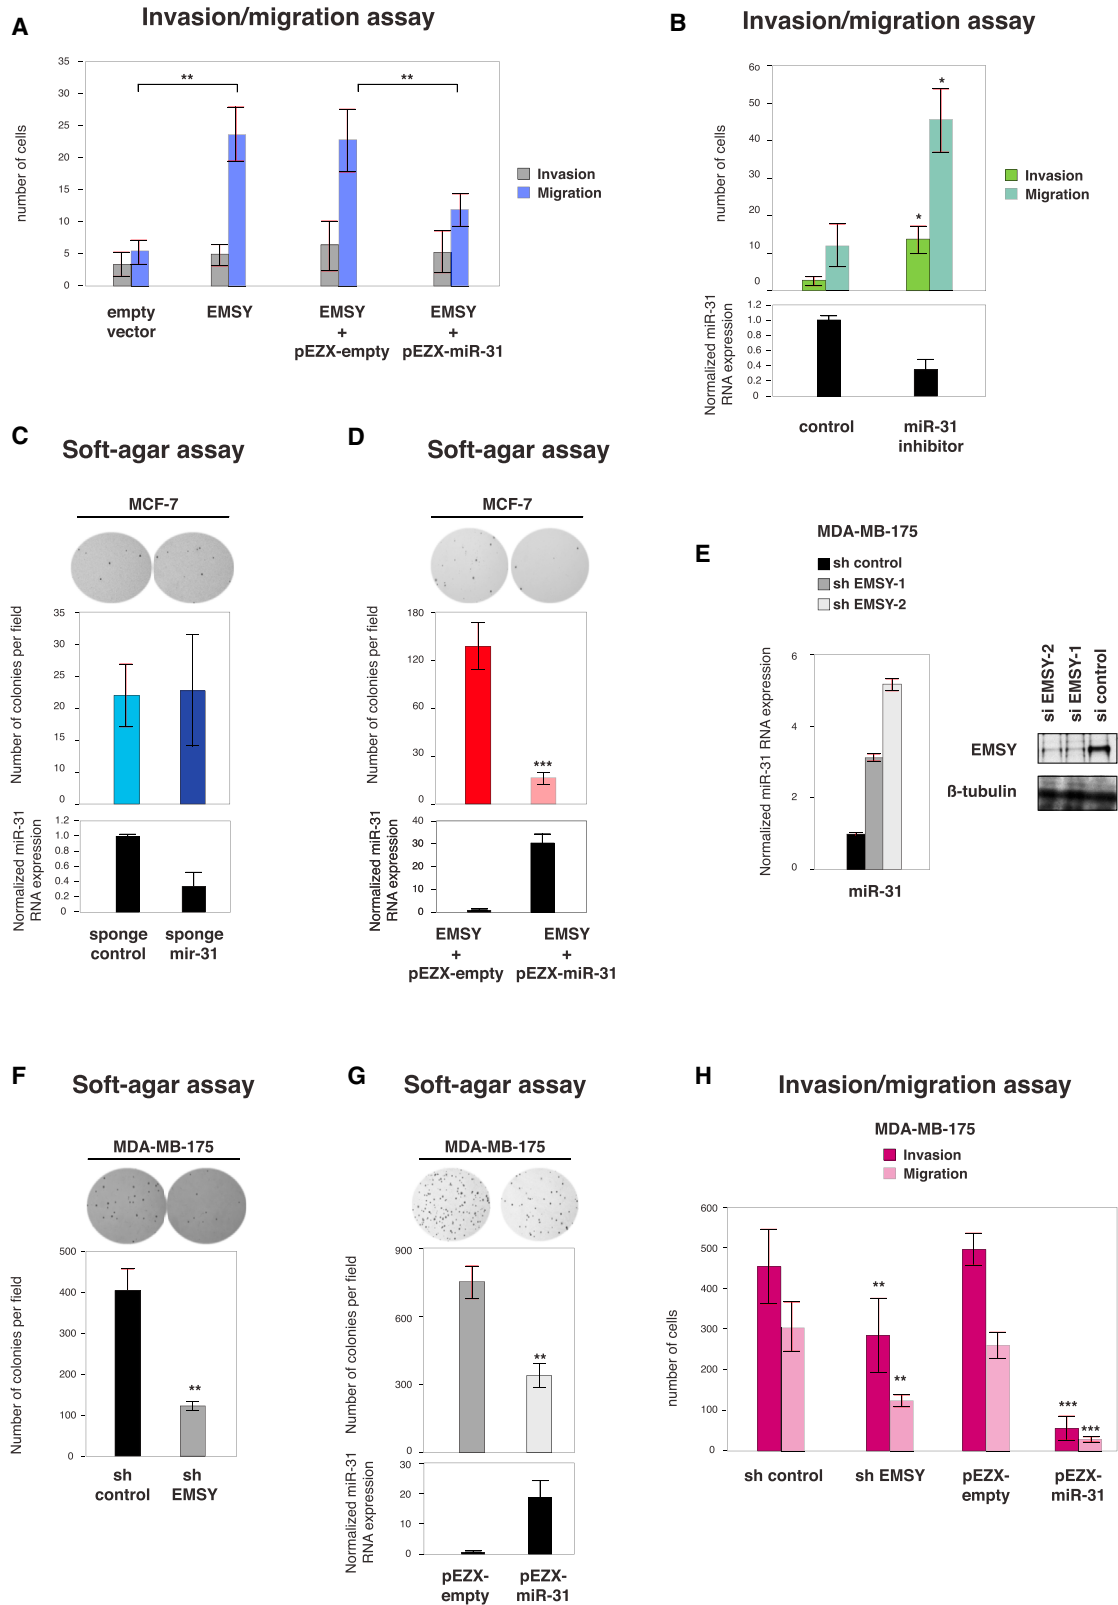 A
Invasion/migration assay
number of cells
35
30
25
20
15
10
5
0
**
**
Invasion
Migration
empty
vector
EMSY
EMSY
+
pEZX-empty
EMSY
+
pEZX-miR-31
B
Invasion/migration assay
number of cells
6o
50
40
30
20
10
0
*
*
Invasion
Migration
Normalized miR-31
RNA expression
1.2
1.0
0.8
0.6
0.4
0.2
0
control
miR-31
inhibitor
C
Soft-agar assay
MCF-7
Number of colonies per field
35
30
25
20
15
10
0
Normalized miR-31
RNA expression
1.2
1.0
0.8
0.6
0.4
0.2
0
sponge
control
sponge
mir-31
D
Soft-agar assay
MCF-7
Number of colonies per field
180
120
60
30
0
***
Normalized miR-31
RNA expression
40
30
20
10
0
EMSY
+
pEZX-empty
EMSY
+
pEZX-miR-31
E
MDA-MB-175
sh control
sh EMSY-1
sh EMSY-2
Normalized miR-31 RNA expression
6
4
2
0
miR-31
si EMSY-2
si EMSY-1
si control
EMSY
ß-tubulin
F
Soft-agar assay
MDA-MB-175
Number of colonies per field
500
400
300
200
100
0
**
sh
control
sh
EMSY
G
Soft-agar assay
MDA-MB-175
Number of colonies per field
900
600
300
0
**
Normalized miR-31
RNA expression
30
20
10
0
pEZX-
empty
pEZX-
miR-31
H
Invasion/migration assay
MDA-MB-175
Invasion
Migration
number of cells
600
500
400
300
200
100
0
**
**
***
***
sh control
sh EMSY
pEZX-
empty
pEZX-
miR-31